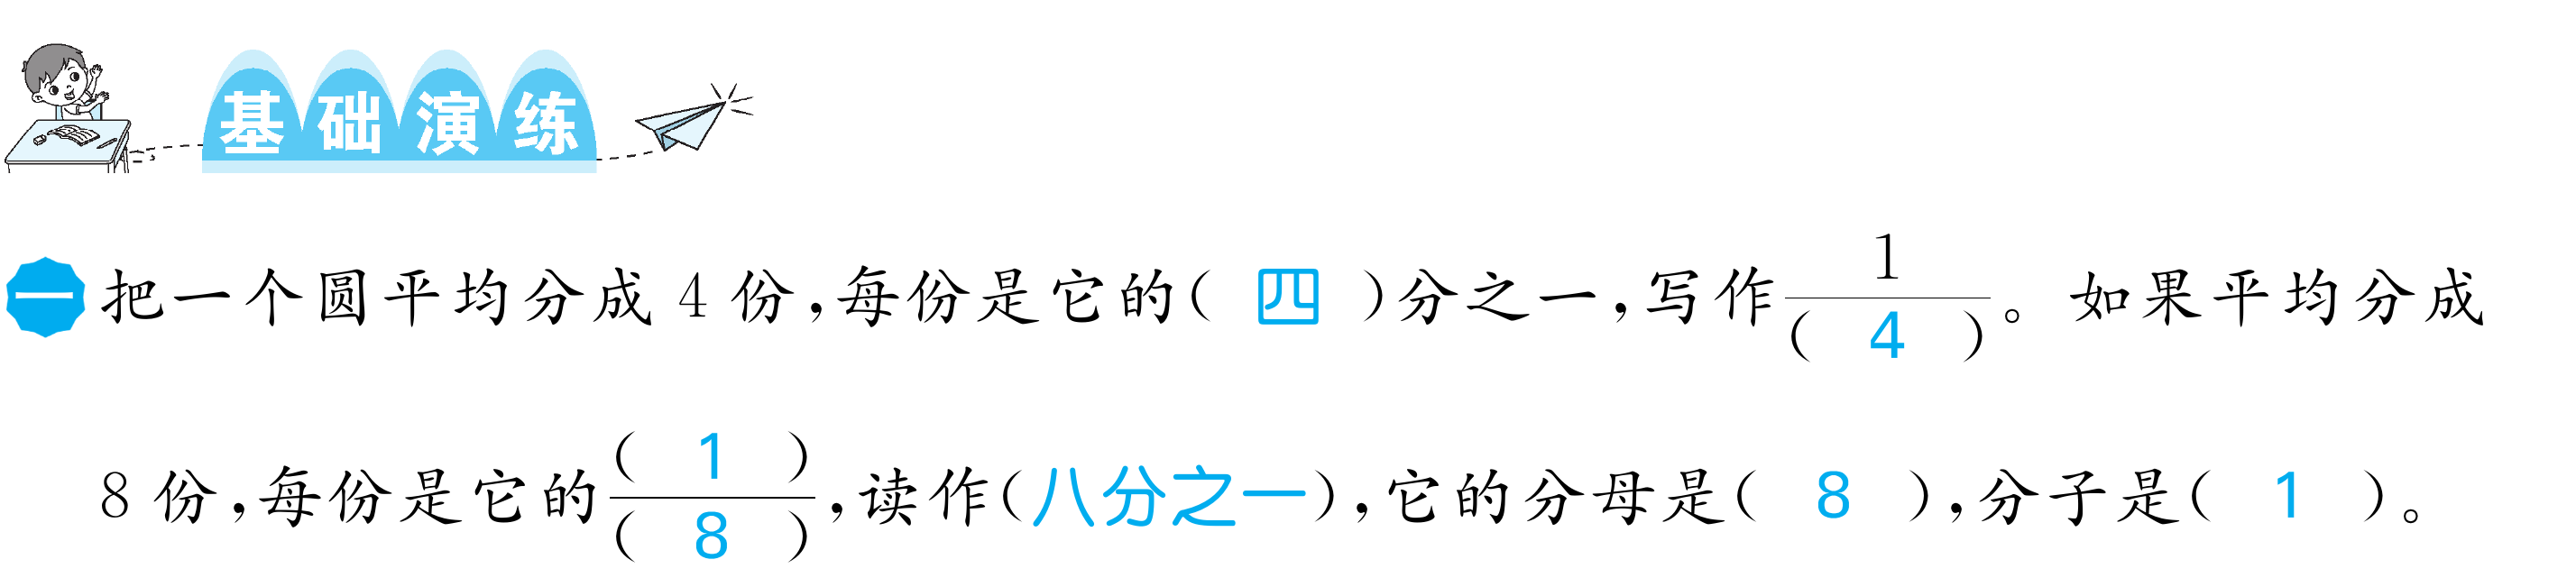 基础演练
一 把一个圆平均分成 4 份,每份是它的( 四 )分之一,写作 1/( 4 )。如果平均分成
8 份,每份是它的 ( 1 )/( 8 ),读作(八分之一),它的分母是( 8 ),分子是( 1 )。